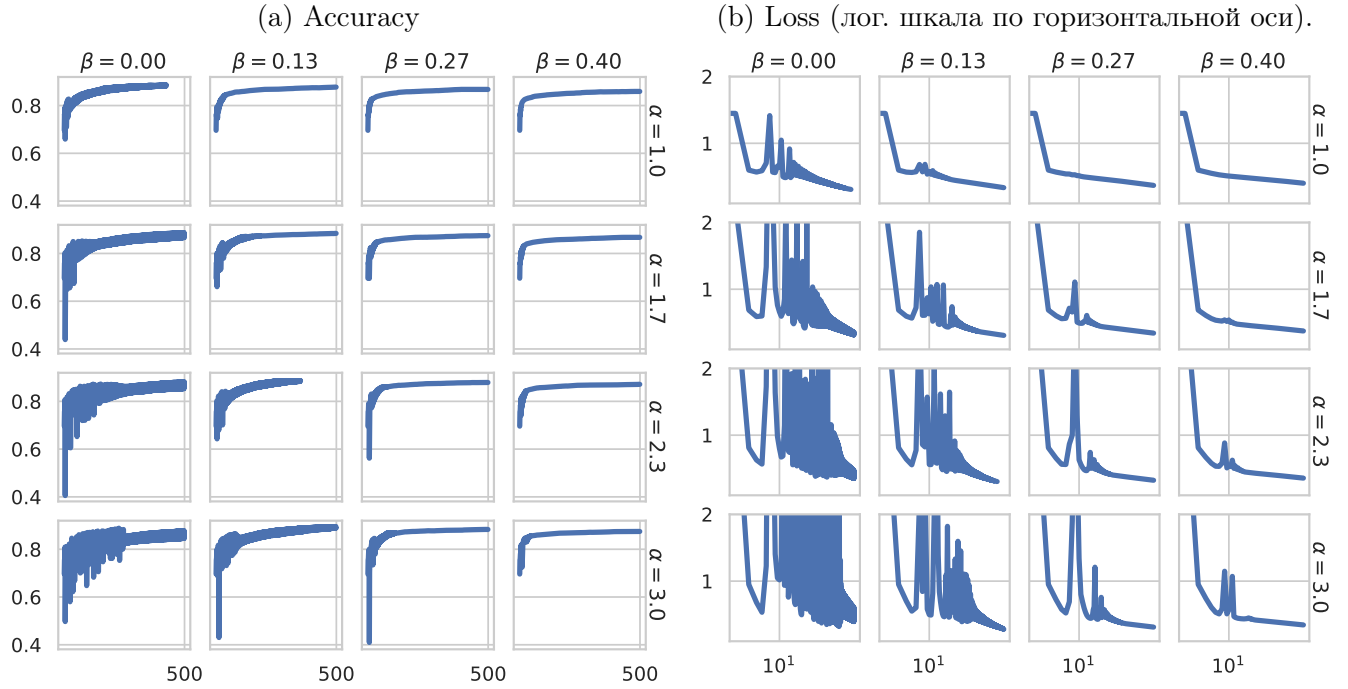 (a) Accuracy
(b) Loss (лог. шкала по горизонтальной оси).
β = 0.00 β = 0.13 β = 0.27 β = 0.40
β = 0.00 β = 0.13 β = 0.27 β = 0.40
0.8
0.6
0.4
α = 1.0
2
1
α = 1.0
0.8
0.6
0.4
α = 1.7
2
1
α = 1.7
0.8
0.6
0.4
α = 2.3
2
1
α = 2.3
0.8
0.6
0.4
α = 3.0
2
1
α = 3.0
500 500 500 500
10¹ 10¹ 10¹ 10¹